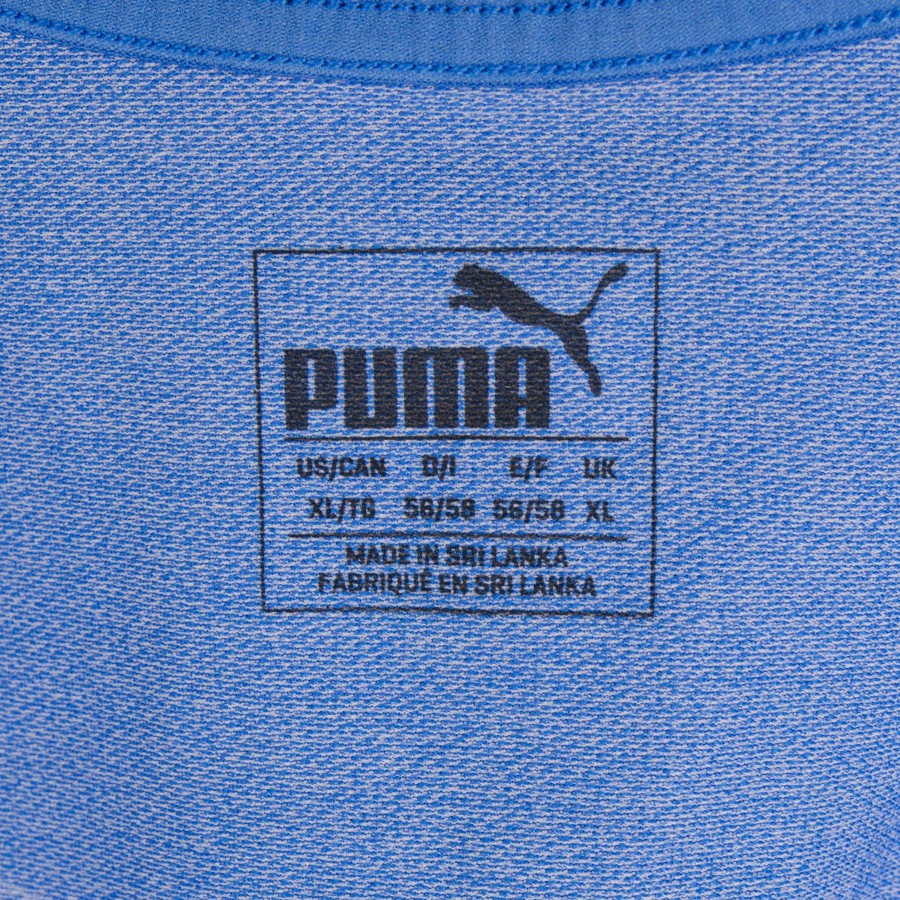 PUMA
US/CAN D/I E/F UK
XL/TG 56/58 56/58 XL
MADE IN SRI LANKA
FABRIQUÉ EN SRI LANKA